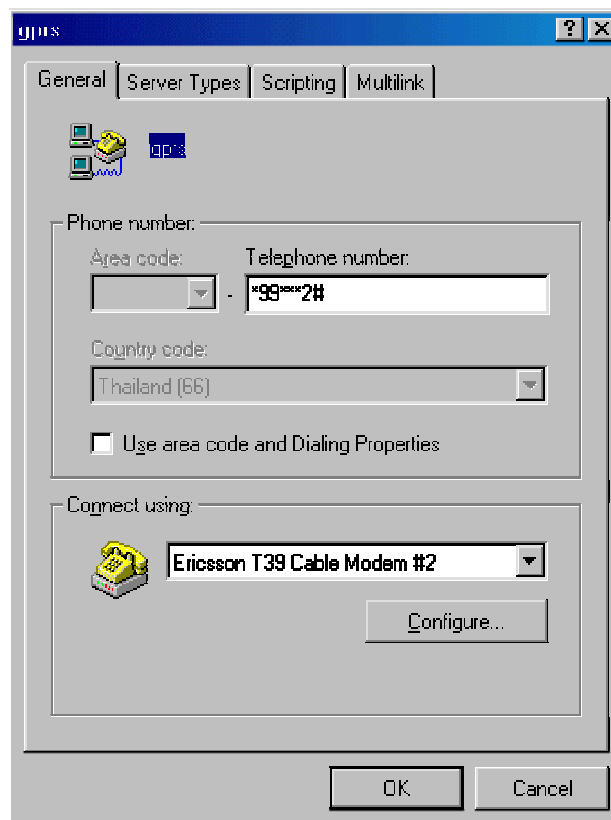 gprs
General Server Types Scripting Multilink
gprs
Phone number:
Area code: Telephone number:
- *99***2#
Country code:
Thailand (66)
Use area code and Dialing Properties
Connect using:
Ericsson T39 Cable Modem #2
Configure...
OK Cancel